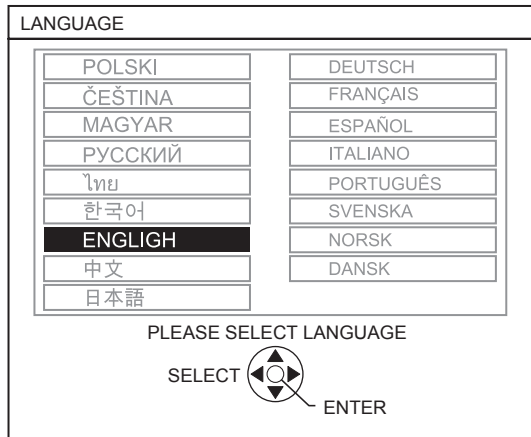 LANGUAGE
POLSKI
ČEŠTINA
MAGYAR
РУССКИЙ
ไทย
한국어
ENGLIGH
中文
日本語
DEUTSCH
FRANÇAIS
ESPAÑOL
ITALIANO
PORTUGUÊS
SVENSKA
NORSK
DANSK
PLEASE SELECT LANGUAGE
SELECT
ENTER